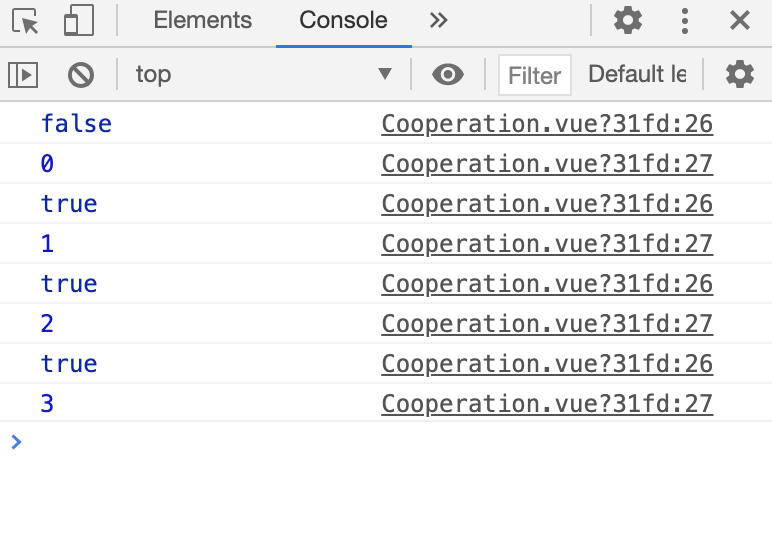 Elements Console
top Filter Default le
false Cooperation.vue?31fd:26
0 Cooperation.vue?31fd:27
true Cooperation.vue?31fd:26
1 Cooperation.vue?31fd:27
true Cooperation.vue?31fd:26
2 Cooperation.vue?31fd:27
true Cooperation.vue?31fd:26
3 Cooperation.vue?31fd:27